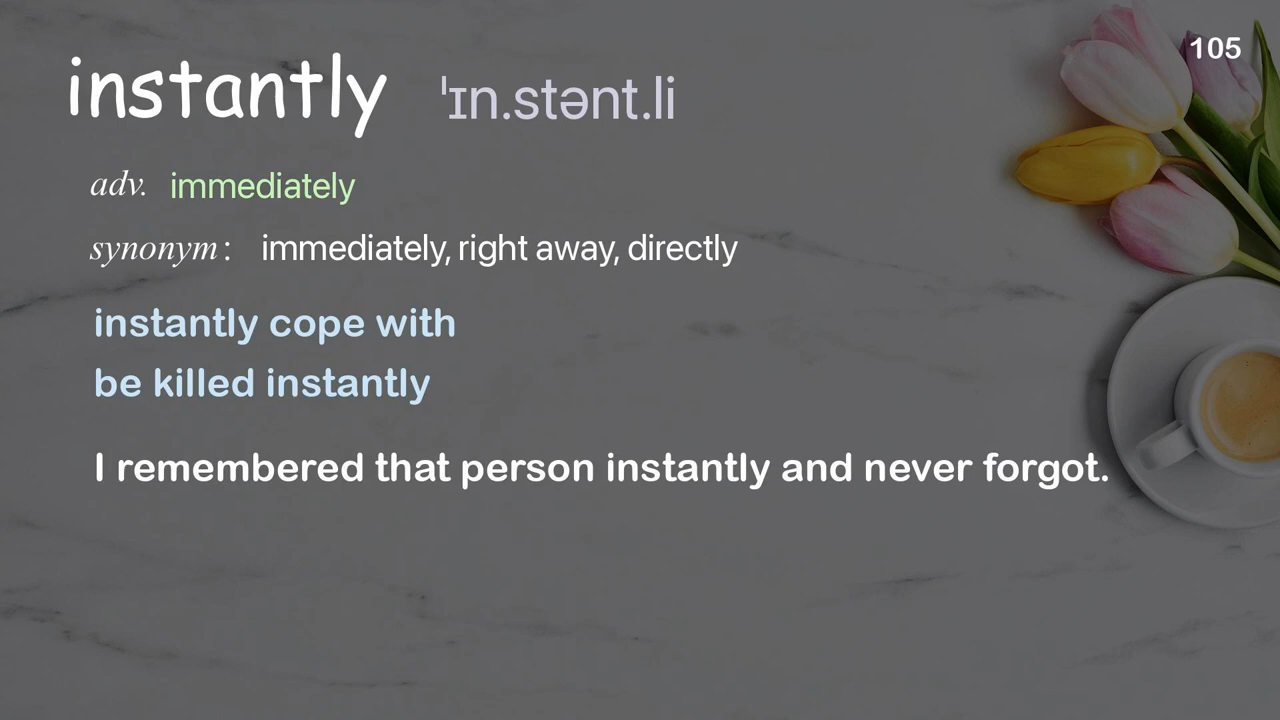 105
instantly ˈɪn.stənt.li
adv. immediately
synonym: immediately, right away, directly
instantly cope with
be killed instantly
I remembered that person instantly and never forgot.